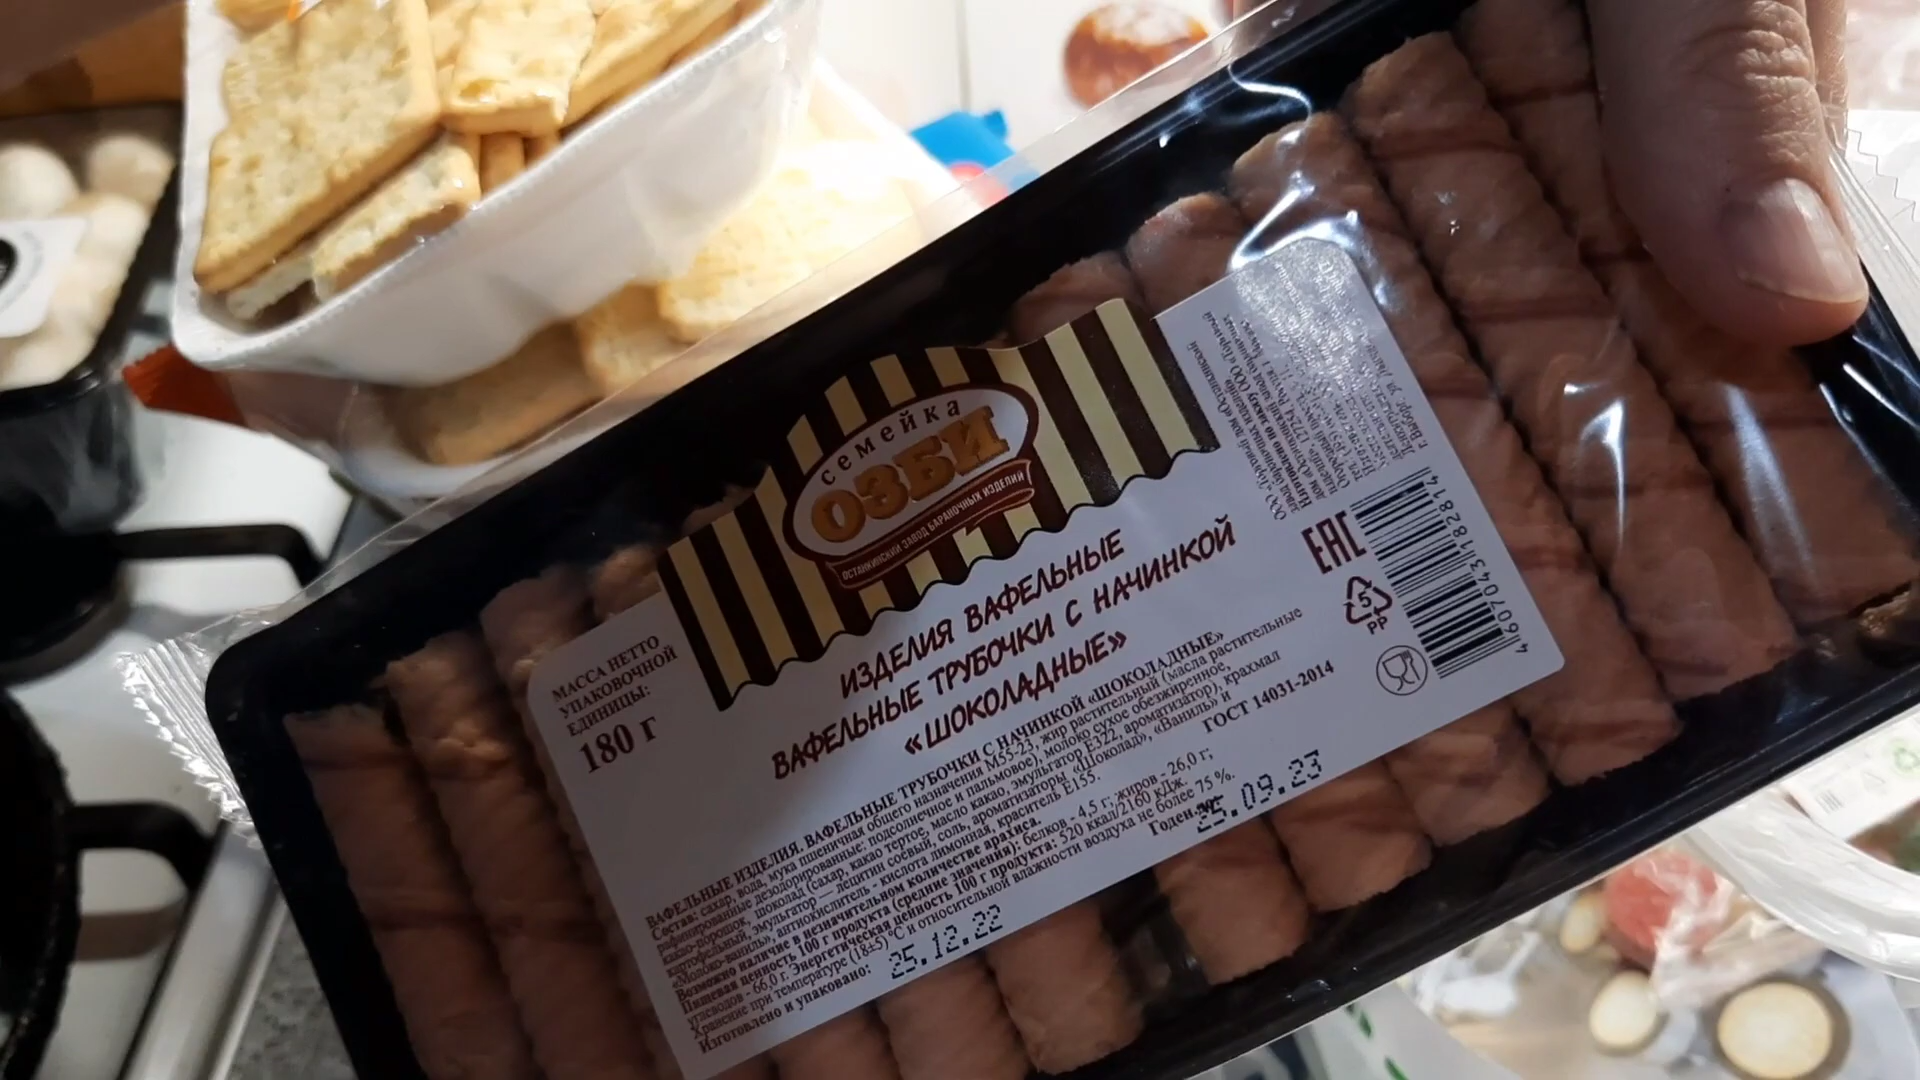 семейка
ОЗБИ
ОСТАНКИНСКИЙ ЗАВОД БАРАНОЧНЫХ ИЗДЕЛИЙ
МАССА НЕТТО
УПАКОВОЧНОЙ
ЕДИНИЦЫ:
180 г
ИЗДЕЛИЯ ВАФЕЛЬНЫЕ
ВАФЕЛЬНЫЕ ТРУБОЧКИ С НАЧИНКОЙ
«ШОКОЛАДНЫЕ»
ВАФЕЛЬНЫЕ ИЗДЕЛИЯ. ВАФЕЛЬНЫЕ ТРУБОЧКИ С НАЧИНКОЙ «ШОКОЛАДНЫЕ»
Состав: сахар, вода, мука пшеничная общего назначения М55-23, жир растительный (масла растительные
рафинированные дезодорированные: подсолнечное и пальмовое), молоко сухое обезжиренное,
какао-порошок, шоколад (сахар, какао тертое, масло какао, эмульгатор Е322, ароматизатор), крахмал
картофельный, эмульгатор — лецитин соевый, соль, ароматизаторы «Шоколад», «Ваниль» и
«Молоко-ваниль», антиокислитель - кислота лимонная, краситель Е155.
Возможно наличие в незначительном количестве арахиса.
ГОСТ 14031-2014
Пищевая ценность 100 г продукта (средние значения): белков - 4,5 г; жиров - 26,0 г;
углеводов - 66,0 г. Энергетическая ценность 100 г продукта: 520 ккал/2160 кДж.
Хранение при температуре (18±5) °С и относительной влажности воздуха не более 75 %.
Изготовлено и упаковано: 25.12.22
Годен 25.09.23
EAC
5
PP
4 607043 182814